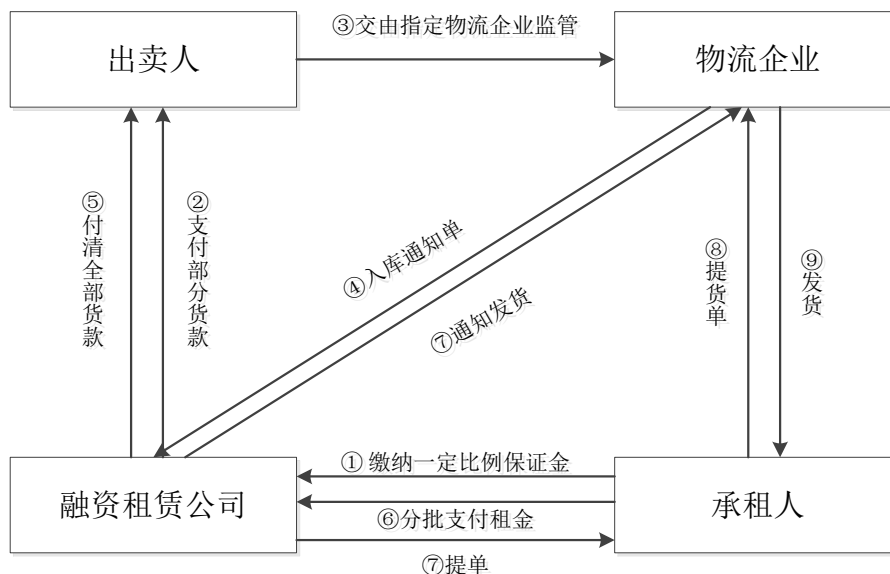 ③交由指定物流企业监管
出卖人
物流企业
⑤付清全部货款
②支付部分货款
④入库通知单
⑦通知发货
⑧提货单
⑨发货
①缴纳一定比例保证金
融资租赁公司
承租人
⑥分批支付租金
⑦提单